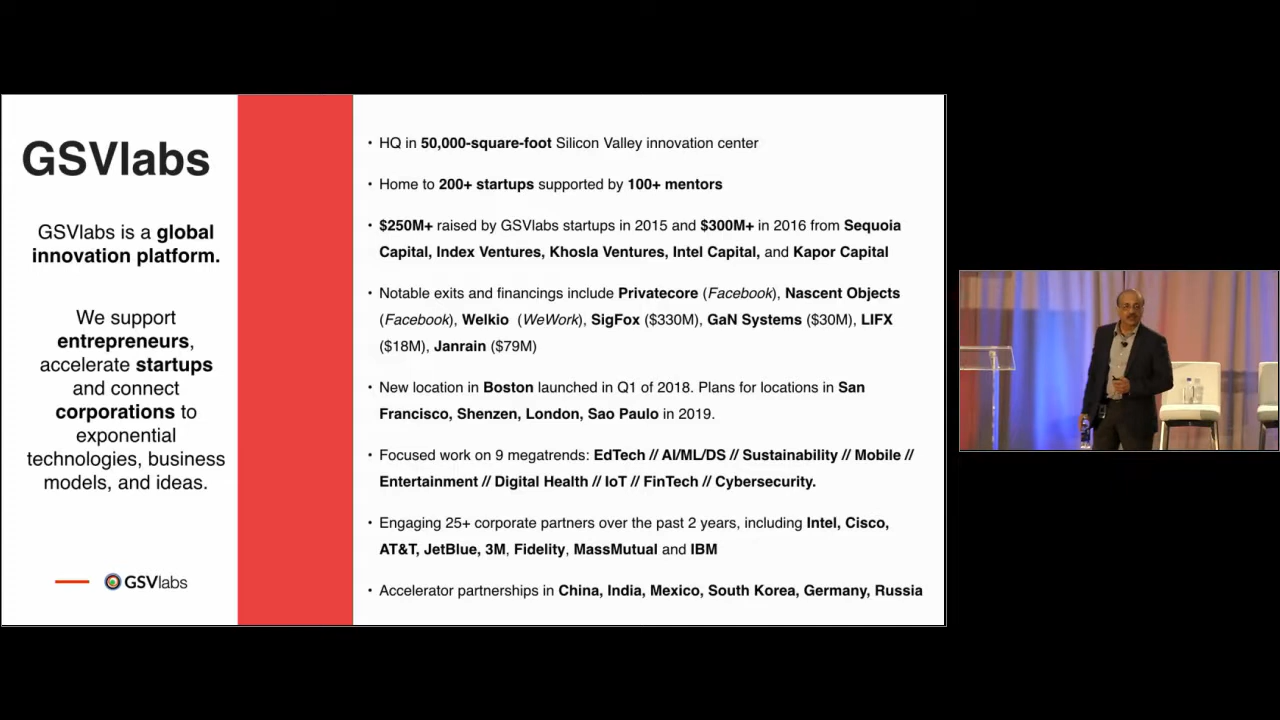 GSVlabs
GSVlabs is a global
innovation platform.
We support
entrepreneurs,
accelerate startups
and connect
corporations to
exponential
technologies, business
models, and ideas.
GSVlabs
• HQ in 50,000-square-foot Silicon Valley innovation center
• Home to 200+ startups supported by 100+ mentors
• $250M+ raised by GSVlabs startups in 2015 and $300M+ in 2016 from Sequoia
Capital, Index Ventures, Khosla Ventures, Intel Capital, and Kapor Capital
• Notable exits and financings include Privatecore (Facebook), Nascent Objects
(Facebook), Welkio (WeWork), SigFox ($330M), GaN Systems ($30M), LIFX
($18M), Janrain ($79M)
• New location in Boston launched in Q1 of 2018. Plans for locations in San
Francisco, Shenzen, London, Sao Paulo in 2019.
• Focused work on 9 megatrends: EdTech // AI/ML/DS // Sustainability // Mobile //
Entertainment // Digital Health // IoT // FinTech // Cybersecurity.
• Engaging 25+ corporate partners over the past 2 years, including Intel, Cisco,
AT&T, JetBlue, 3M, Fidelity, MassMutual and IBM
• Accelerator partnerships in China, India, Mexico, South Korea, Germany, Russia